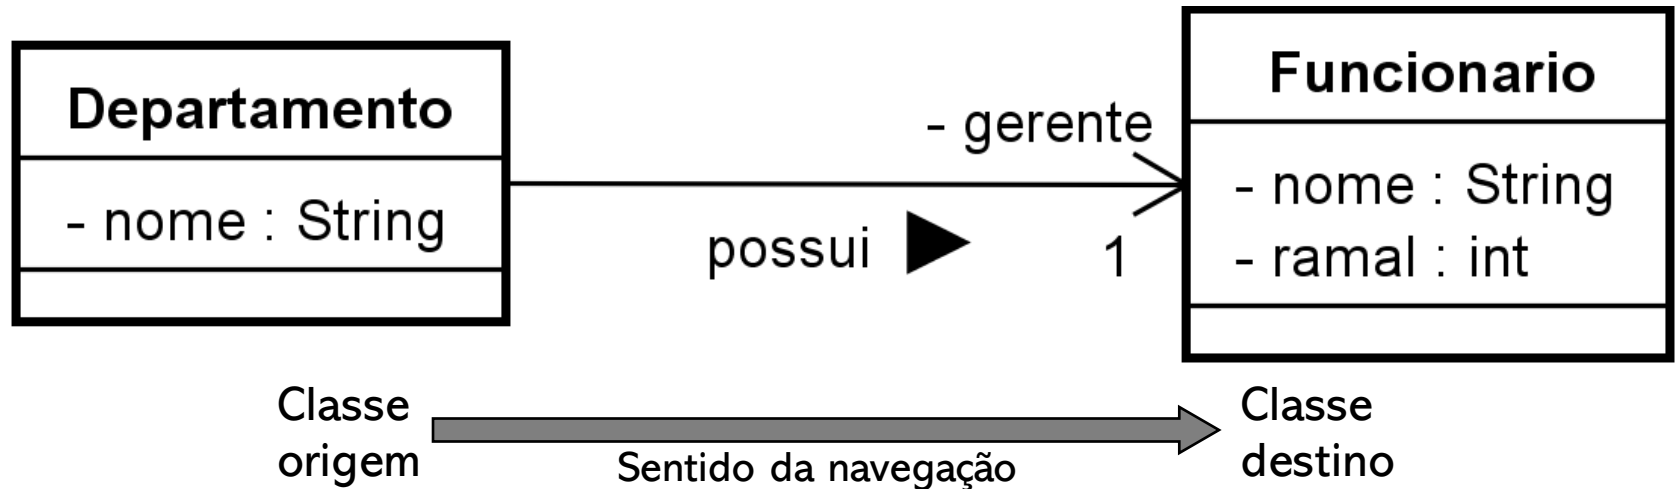 Departamento
- nome : String
- gerente
possui
1
Funcionario
- nome : String
- ramal : int
Classe
origem
Sentido da navegação
Classe
destino